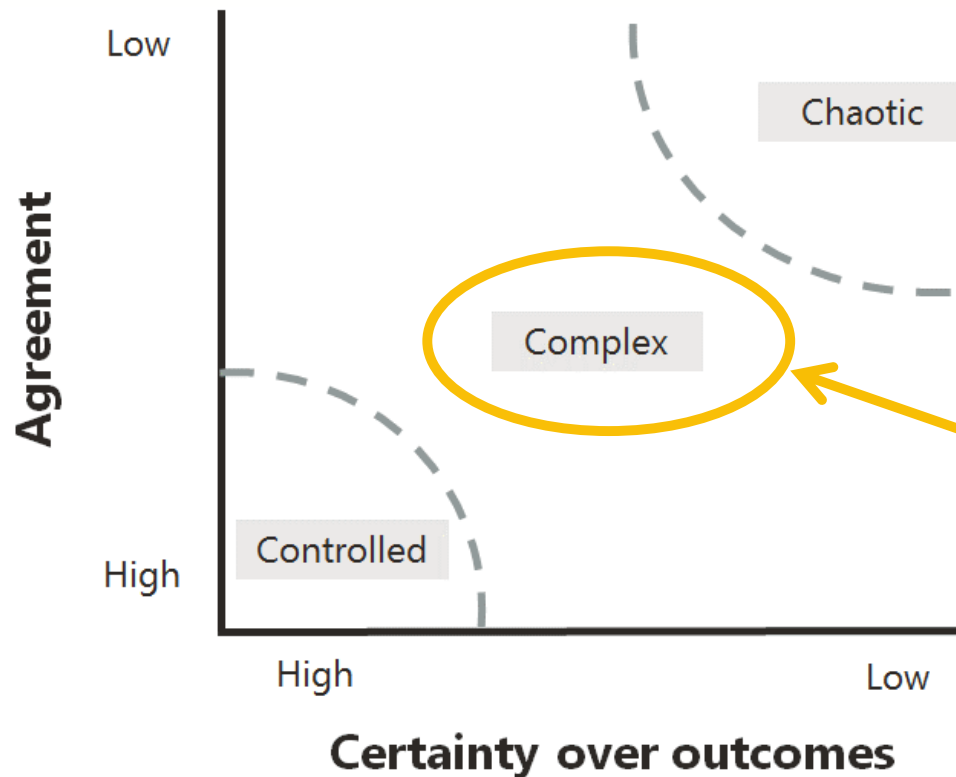 Low
Chaotic
Agreement
Complex
Controlled
High
High
Low
Certainty over outcomes